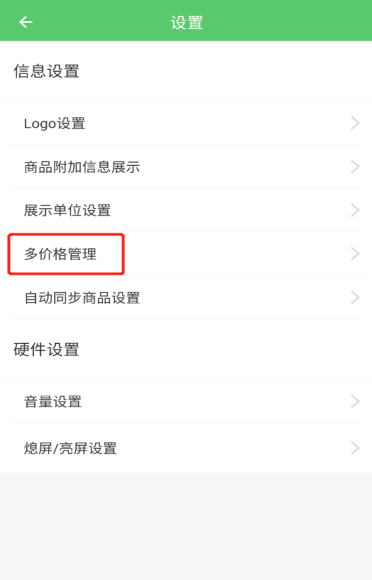 设置
信息设置
Logo设置
商品附加信息展示
展示单位设置
多价格管理
自动同步商品设置
硬件设置
音量设置
熄屏/亮屏设置